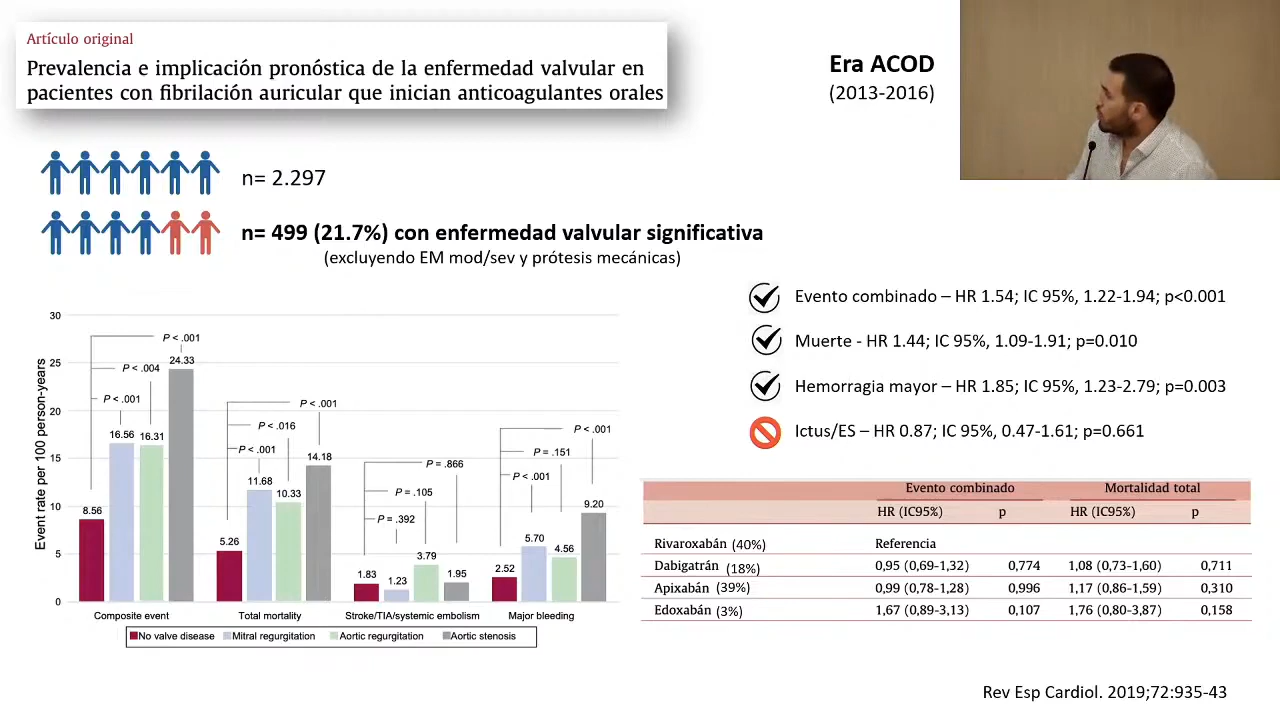 Artículo original
Prevalencia e implicación pronóstica de la enfermedad valvular en
pacientes con fibrilación auricular que inician anticoagulantes orales
Era ACOD
(2013-2016)
n= 2.297
n= 499 (21.7%) con enfermedad valvular significativa
(excluyendo EM mod/sev y prótesis mecánicas)
Evento combinado – HR 1.54; IC 95%, 1.22-1.94; p<0.001
Muerte - HR 1.44; IC 95%, 1.09-1.91; p=0.010
Hemorragia mayor – HR 1.85; IC 95%, 1.23-2.79; p=0.003
Ictus/ES – HR 0.87; IC 95%, 0.47-1.61; p=0.661
Event rate per 100 person-years
30
25
20
15
10
5
0
P < .001
P < .004
P < .001
8.56
16.56
16.31
24.33
Composite event
P < .001
P < .016
P < .001
5.26
11.68
10.33
14.18
Total mortality
P = .866
P = .105
P = .392
1.83
1.23
3.79
1.95
Stroke/TIA/systemic embolism
P < .001
P = .151
P < .001
2.52
5.70
4.56
9.20
Major bleeding
No valve disease Mitral regurgitation Aortic regurgitation Aortic stenosis
Evento combinado Mortalidad total
HR (IC95%) p HR (IC95%) p
Rivaroxabán (40%) Referencia
Dabigatrán (18%) 0,95 (0,69-1,32) 0,774 1,08 (0,73-1,60) 0,711
Apixabán (39%) 0,99 (0,78-1,28) 0,996 1,17 (0,86-1,59) 0,310
Edoxabán (3%) 1,67 (0,89-3,13) 0,107 1,76 (0,80-3,87) 0,158
Rev Esp Cardiol. 2019;72:935-43